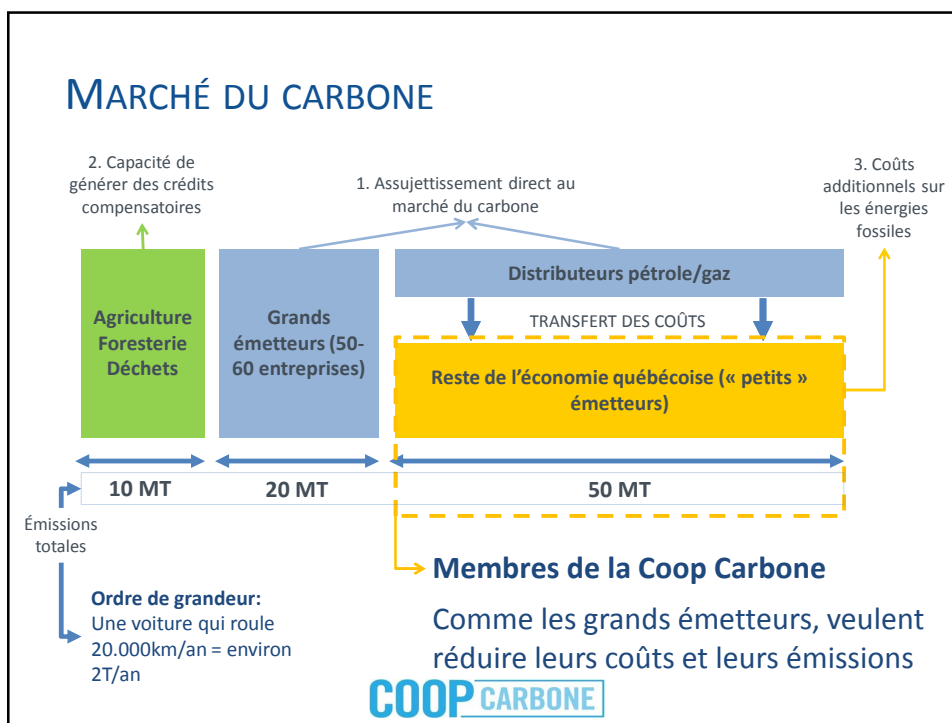 MARCHÉ DU CARBONE
2. Capacité de
générer des crédits
compensatoires
1. Assujettissement direct au
marché du carbone
3. Coûts
additionnels sur
les énergies
fossiles
Agriculture
Foresterie
Déchets
Grands
émetteurs (50-
60 entreprises)
Distributeurs pétrole/gaz
TRANSFERT DES COÛTS
Reste de l’économie québécoise (« petits »
émetteurs)
10 MT
20 MT
50 MT
Émissions
totales
Ordre de grandeur:
Une voiture qui roule
20.000km/an = environ
2T/an
Membres de la Coop Carbone
Comme les grands émetteurs, veulent
réduire leurs coûts et leurs émissions
COOP CARBONE